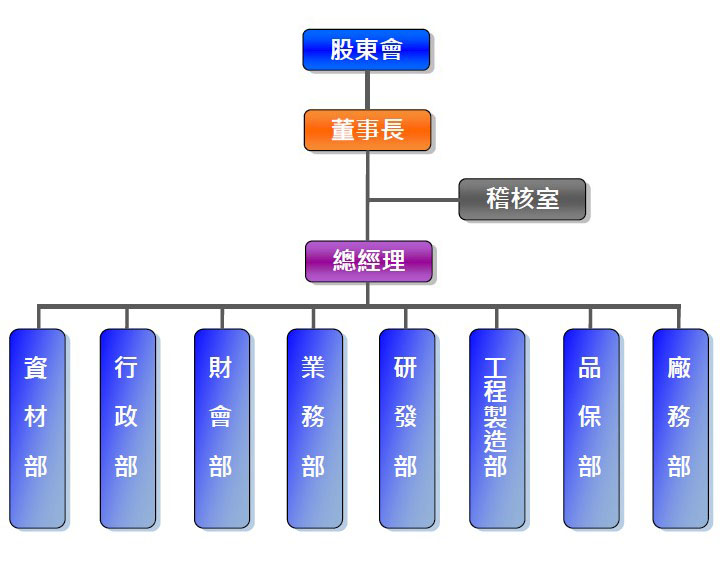 股東會
董事長
稽核室
總經理
資材部
行政部
財會部
業務部
研發部
工程製造部
品保部
廠務部